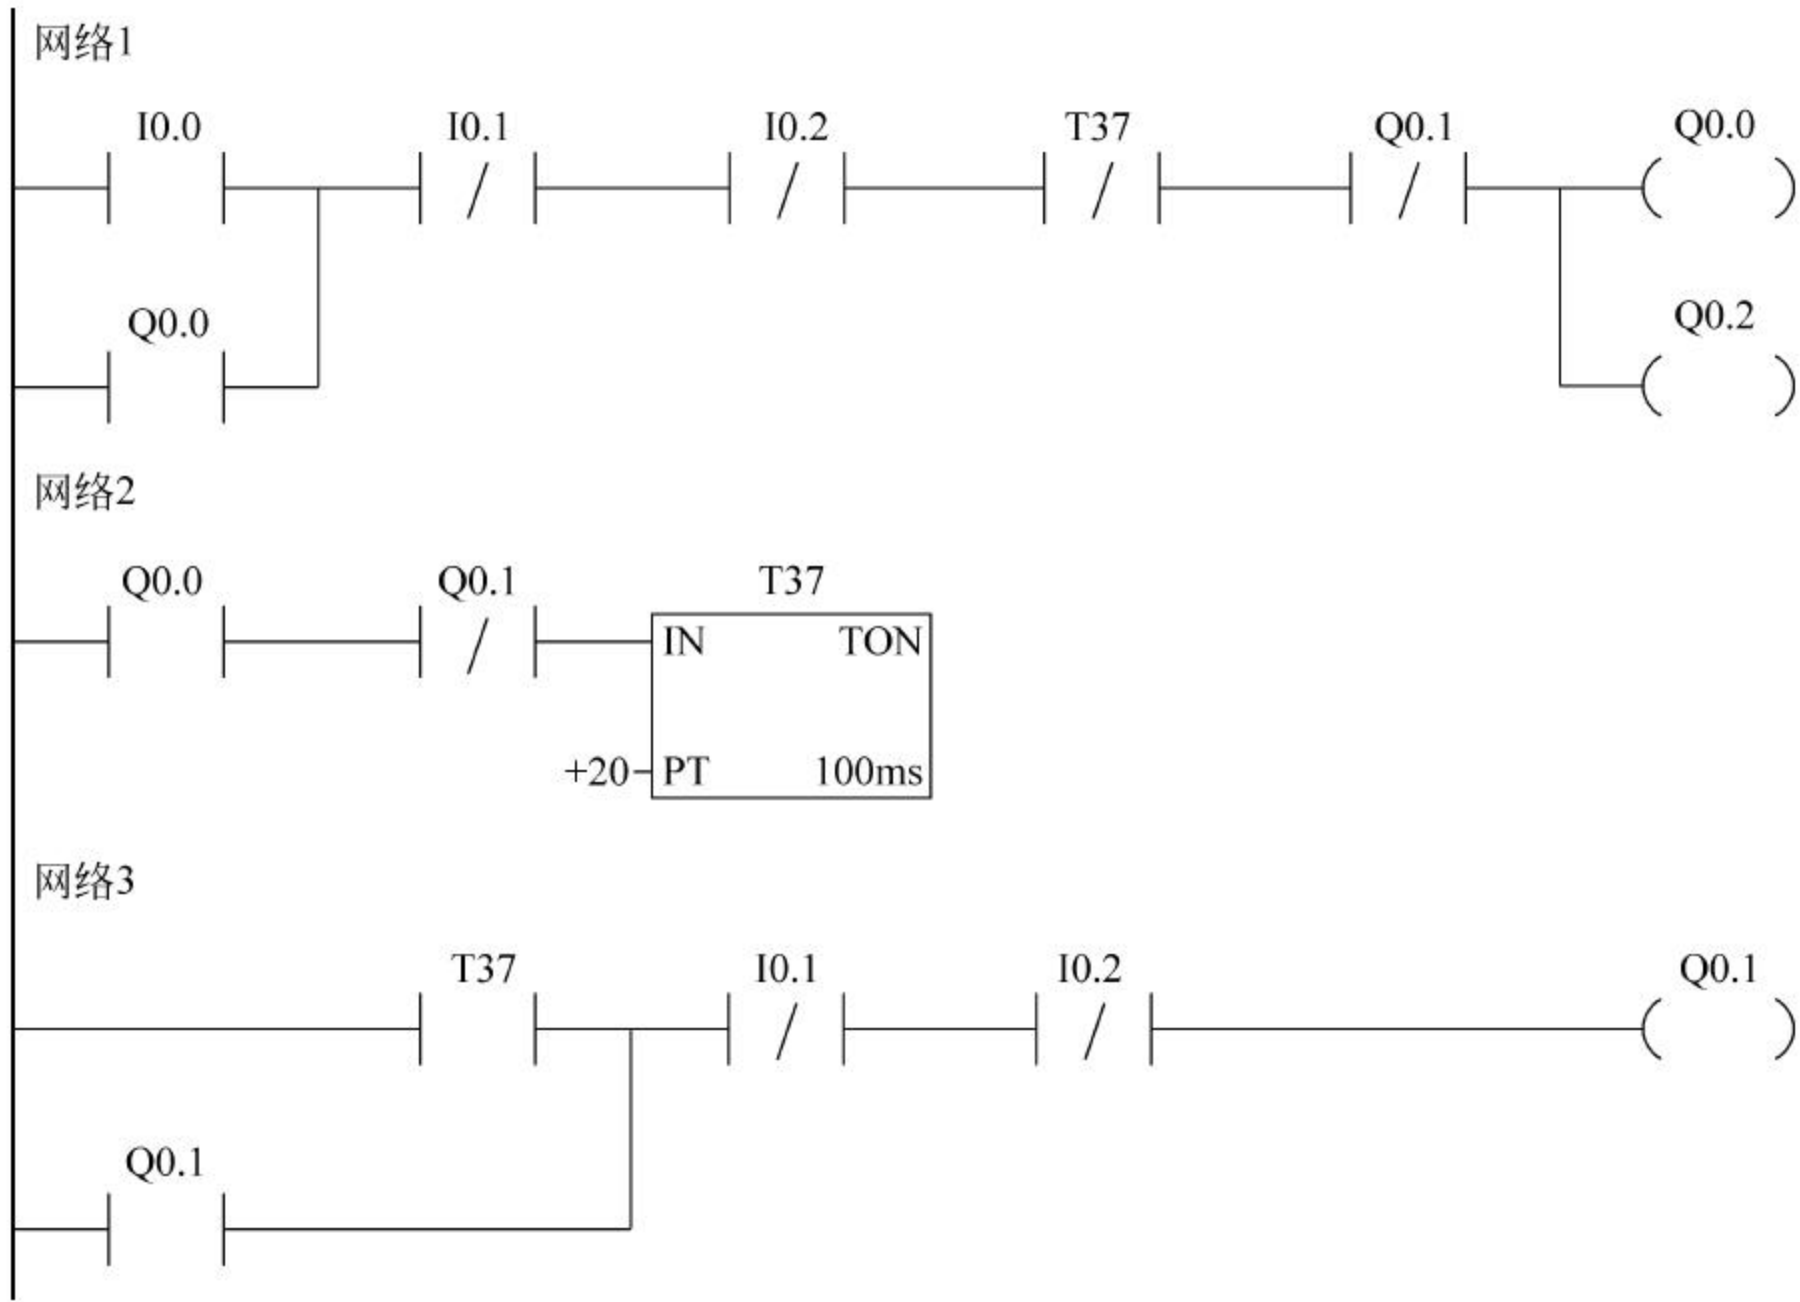 网络1
I0.0 I0.1 I0.2 T37 Q0.1 Q0.0
Q0.0 Q0.2
网络2
Q0.0 Q0.1 T37
IN TON
+20 PT 100ms
网络3
T37 I0.1 I0.2 Q0.1
Q0.1